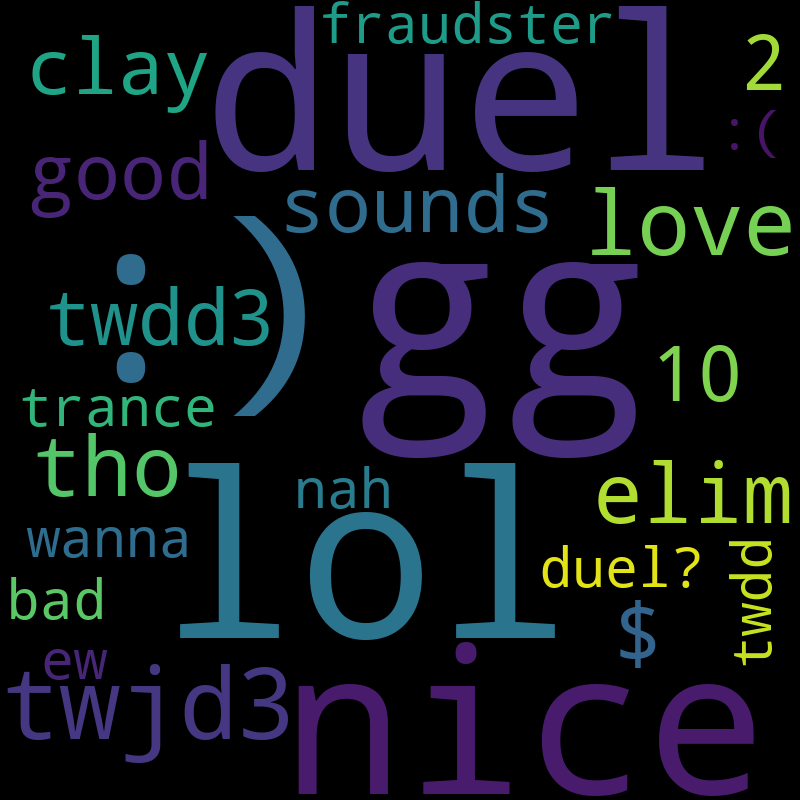 fraudster
clay
duel
2
:(
good
sounds
love
:)
twdd3
gg
10
trance
tho
lol
nah
elim
wanna
duel?
twdd
bad
$
ew
twjd3
nice